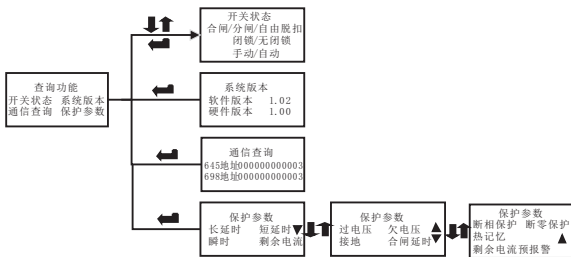 查询功能
开关状态 系统版本
通信查询 保护参数
开关状态
合闸/分闸/自由脱扣
闭锁/无闭锁
手动/自动
系统版本
软件版本 1.02
硬件版本 1.00
通信查询
645地址000000000003
698地址000000000003
保护参数
长延时 短延时
瞬时 剩余电流
保护参数
过电压 欠电压
接地 合闸延时
保护参数
断相保护 断零保护
热记忆
剩余电流预报警